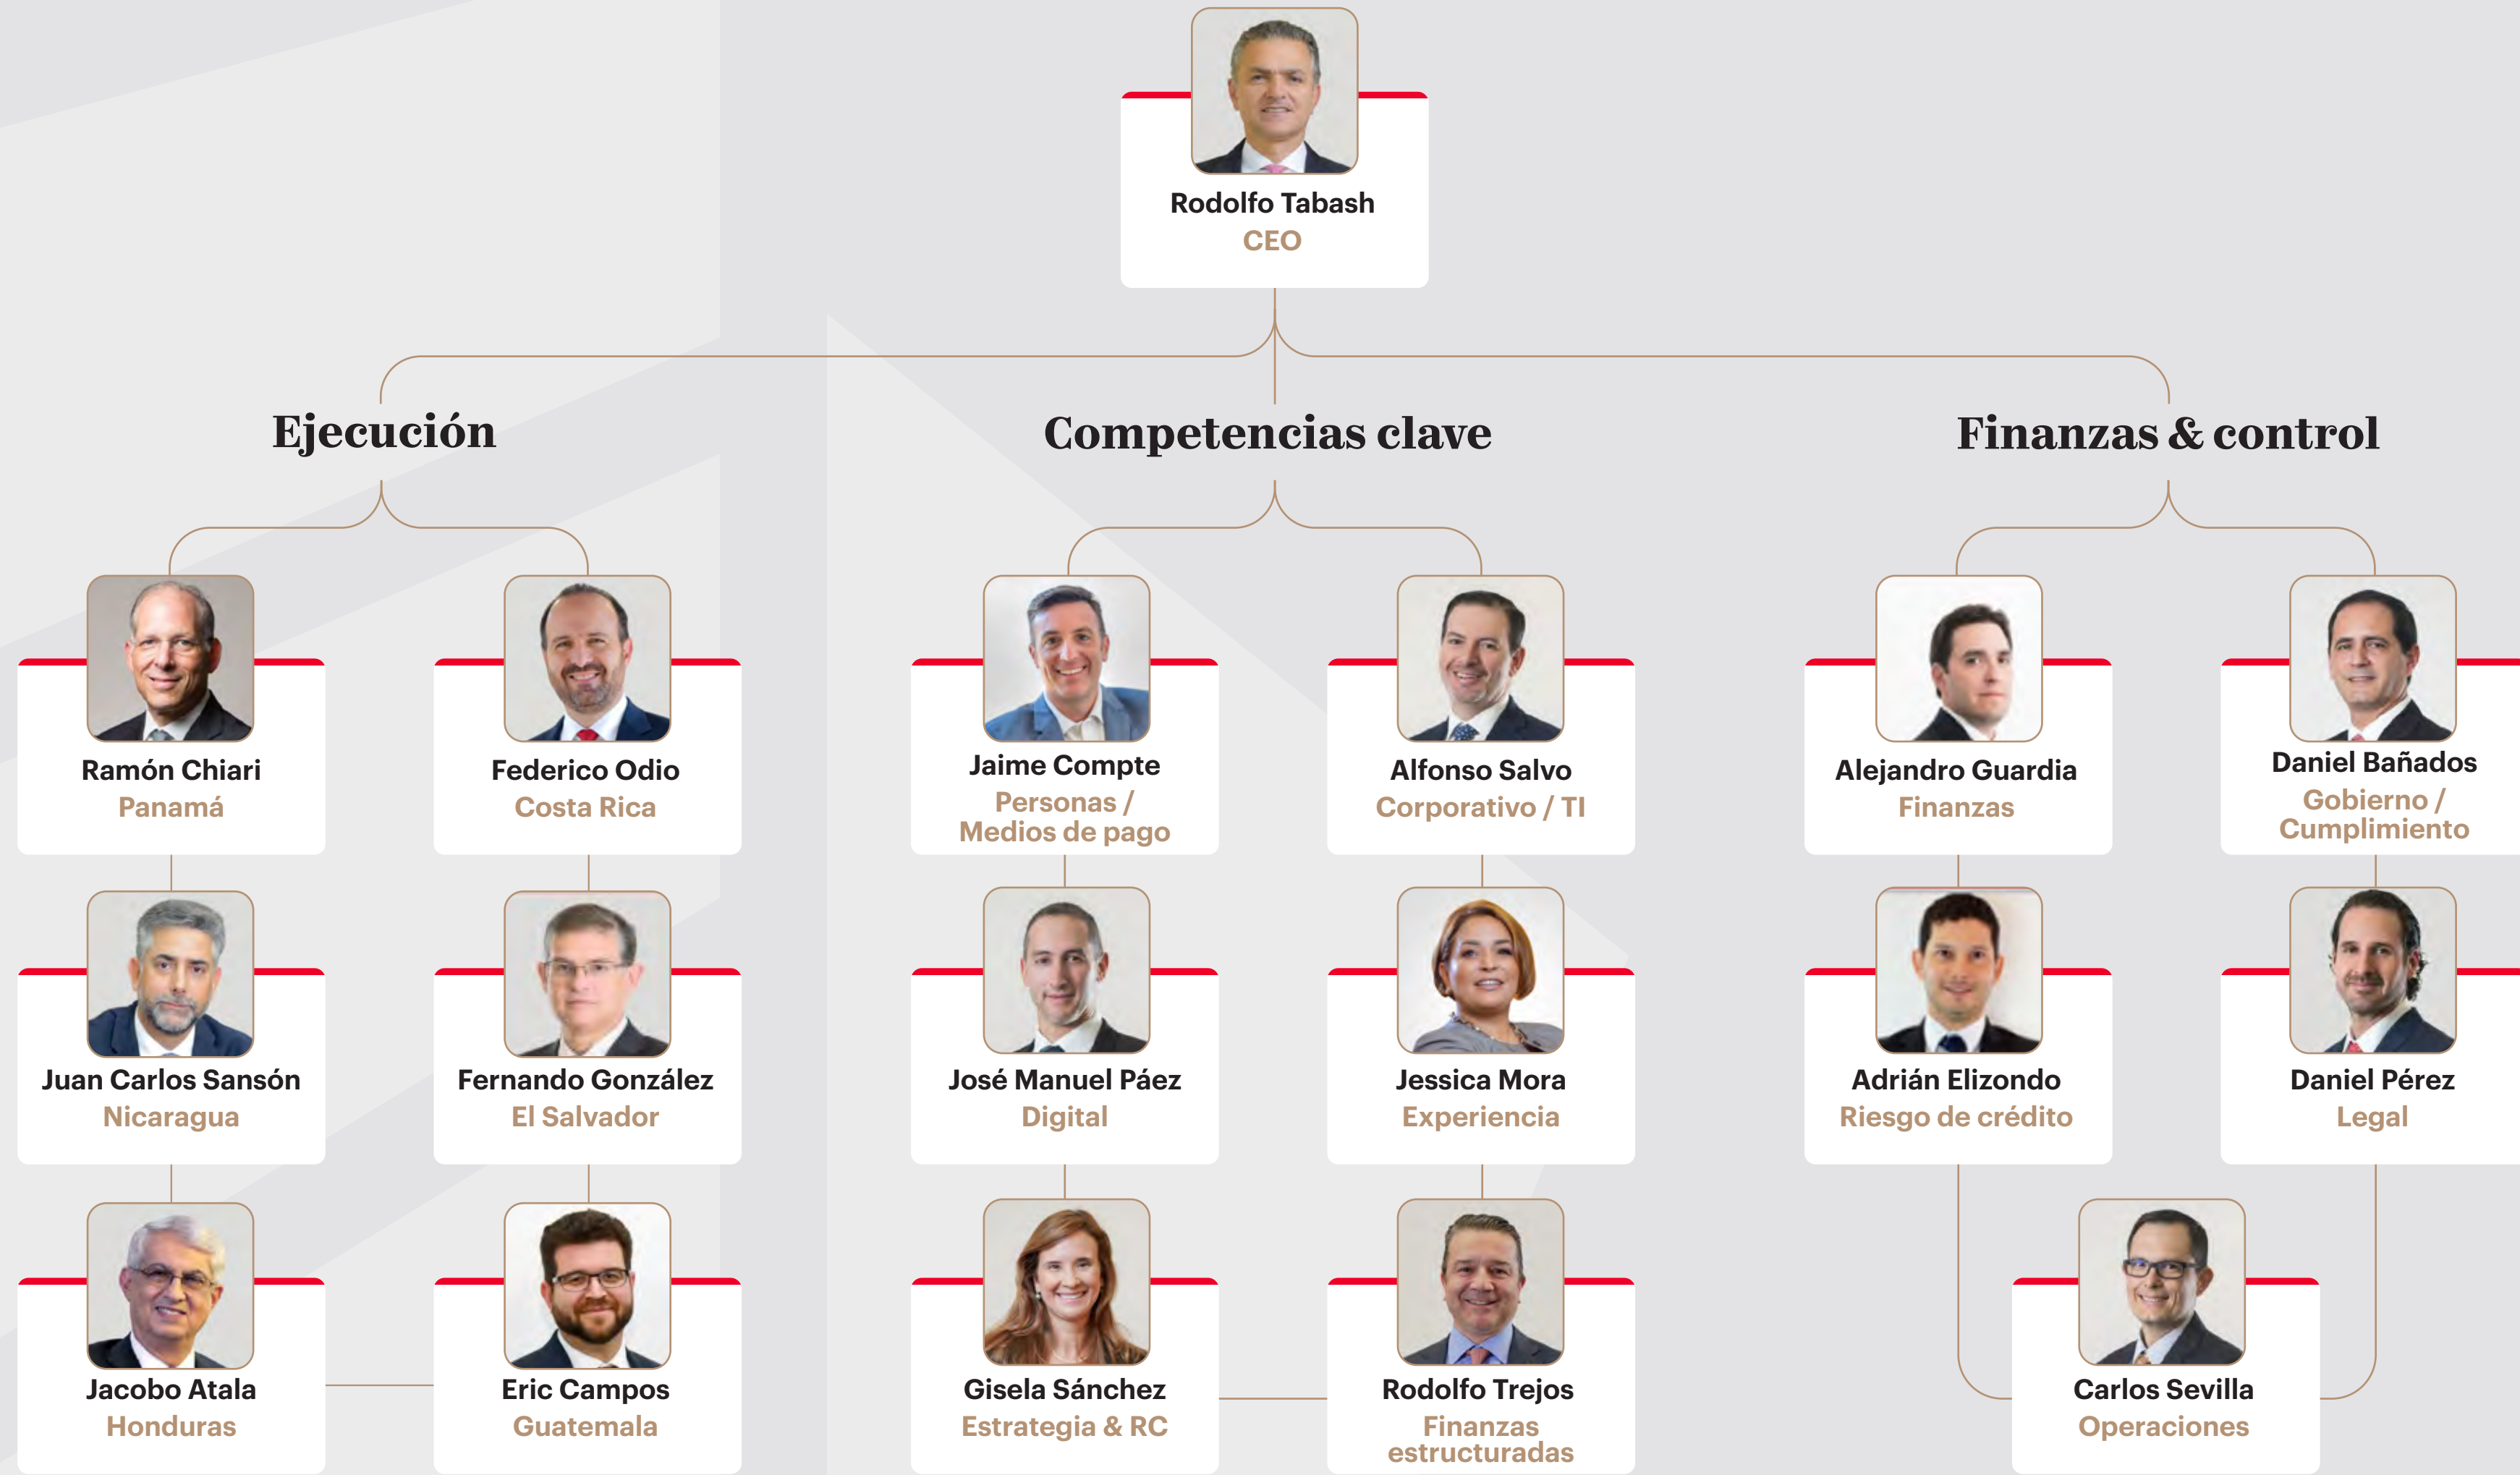 Rodolfo Tabash
CEO
Ejecución
Competencias clave
Finanzas & control
Ramón Chiari
Panamá
Federico Odio
Costa Rica
Jaime Compte
Personas /
Medios de pago
Alfonso Salvo
Corporativo / TI
Alejandro Guardia
Finanzas
Daniel Bañados
Gobierno /
Cumplimiento
Juan Carlos Sansón
Nicaragua
Fernando González
El Salvador
José Manuel Páez
Digital
Jessica Mora
Experiencia
Adrián Elizondo
Riesgo de crédito
Daniel Pérez
Legal
Jacobo Atala
Honduras
Eric Campos
Guatemala
Gisela Sánchez
Estrategia & RC
Rodolfo Trejos
Finanzas
estructuradas
Carlos Sevilla
Operaciones